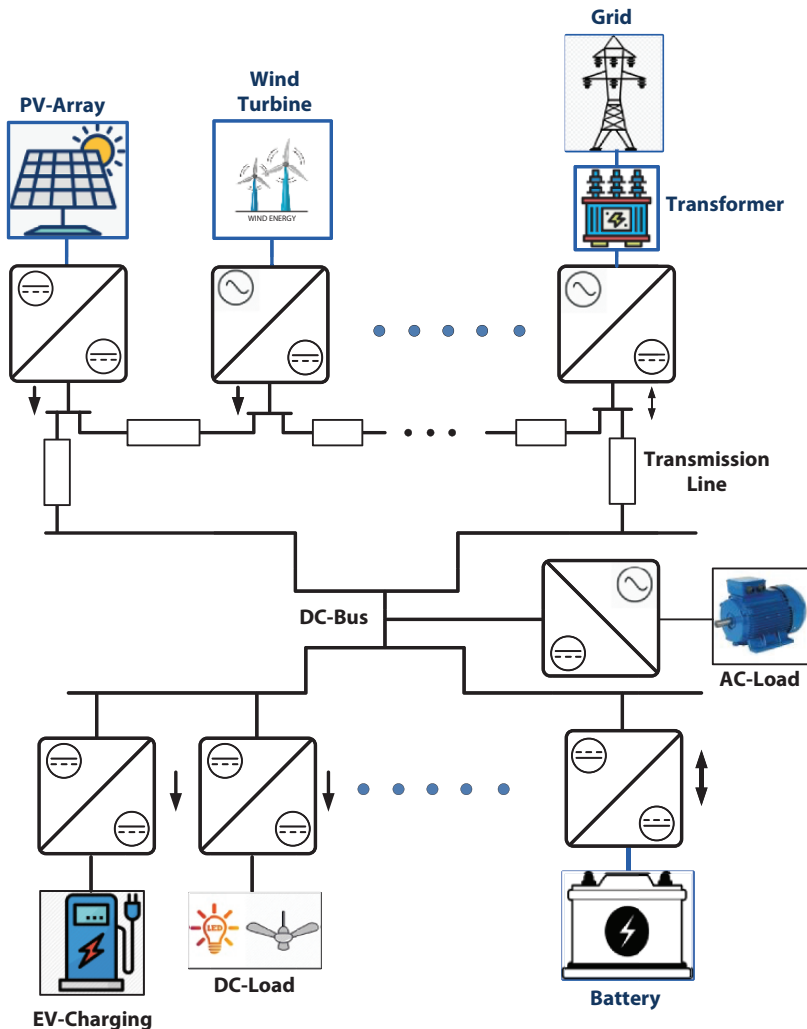 Grid
Wind
Turbine
PV-Array
WIND ENERGY
Transformer
Transmission
Line
DC-Bus
AC-Load
LED
DC-Load
EV-Charging
Battery